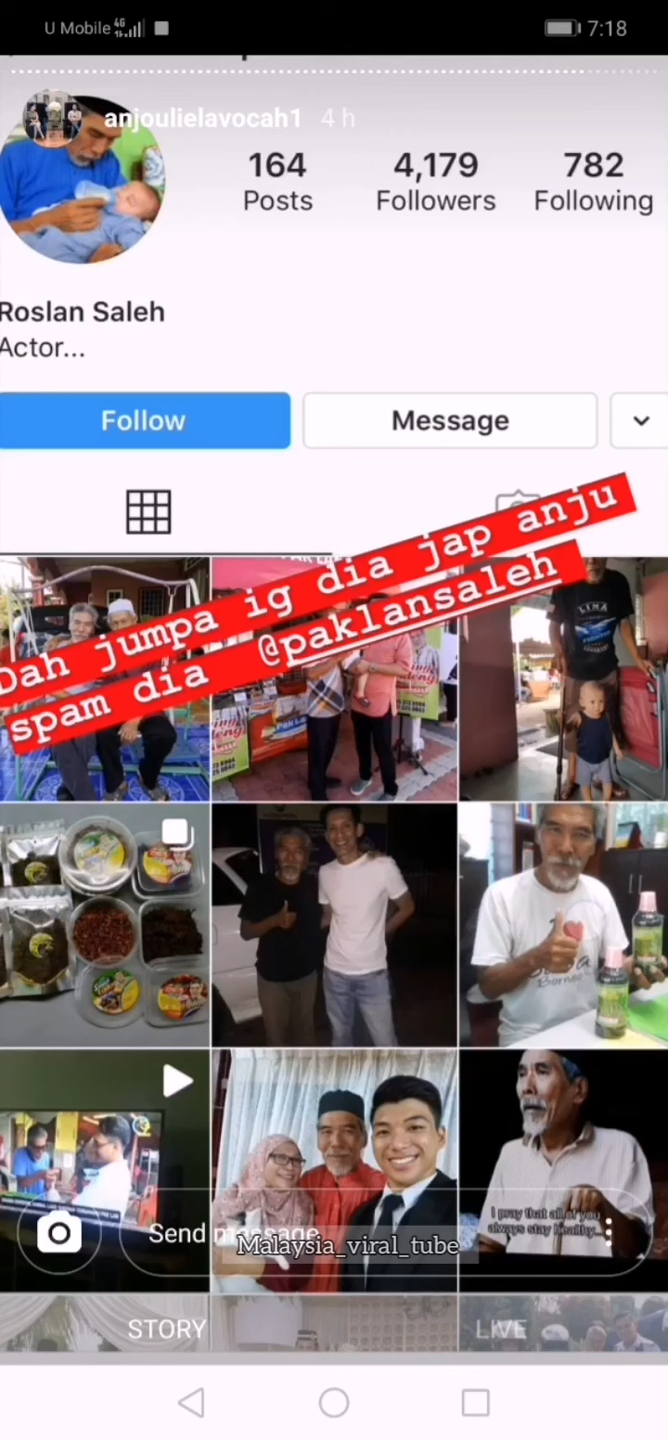 U Mobile 4G 7:18
anjoulielavocah1 4 h
164 4,179 782
Posts Followers Following
Roslan Saleh
Actor...
Follow Message
Dah jumpa ig dia jap anju
spam dia @paklansaleh
LIMA
I pray that all of you
always stay healthy...
Send message
Malaysia_viral_tube
STORY LIVE